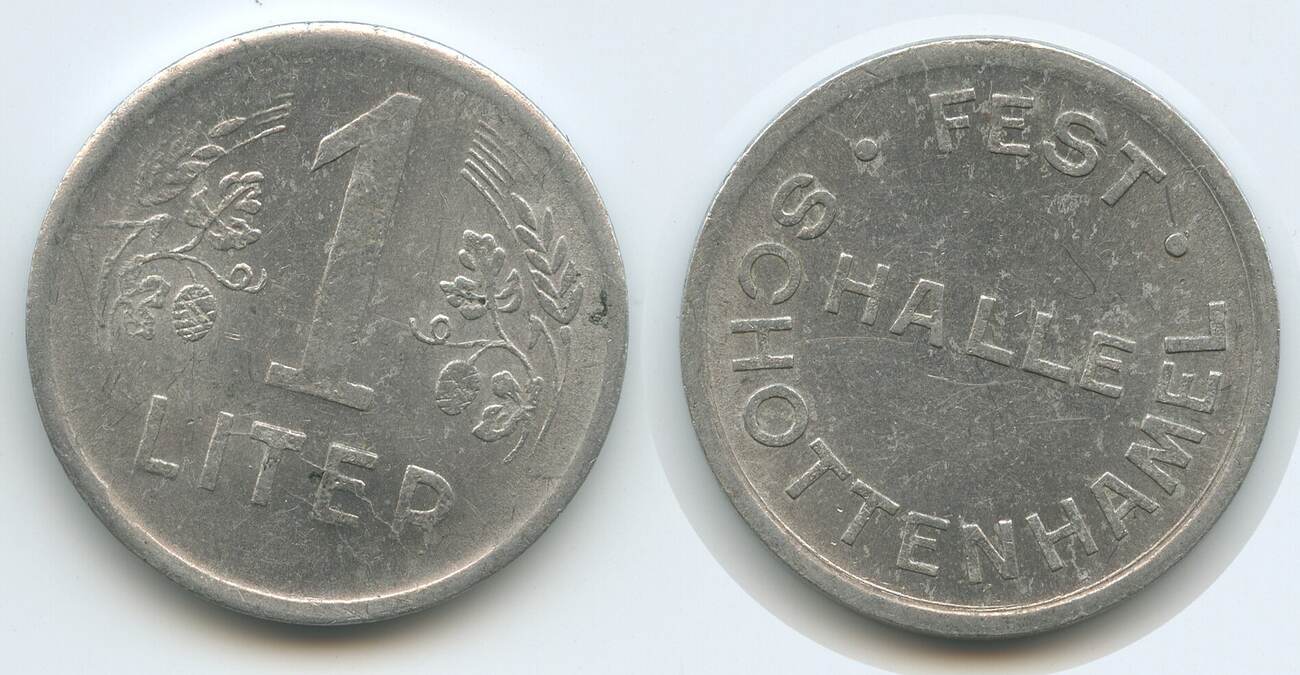 1
LITER
· FEST ·
HALLE
SCHOTTENHAMEL